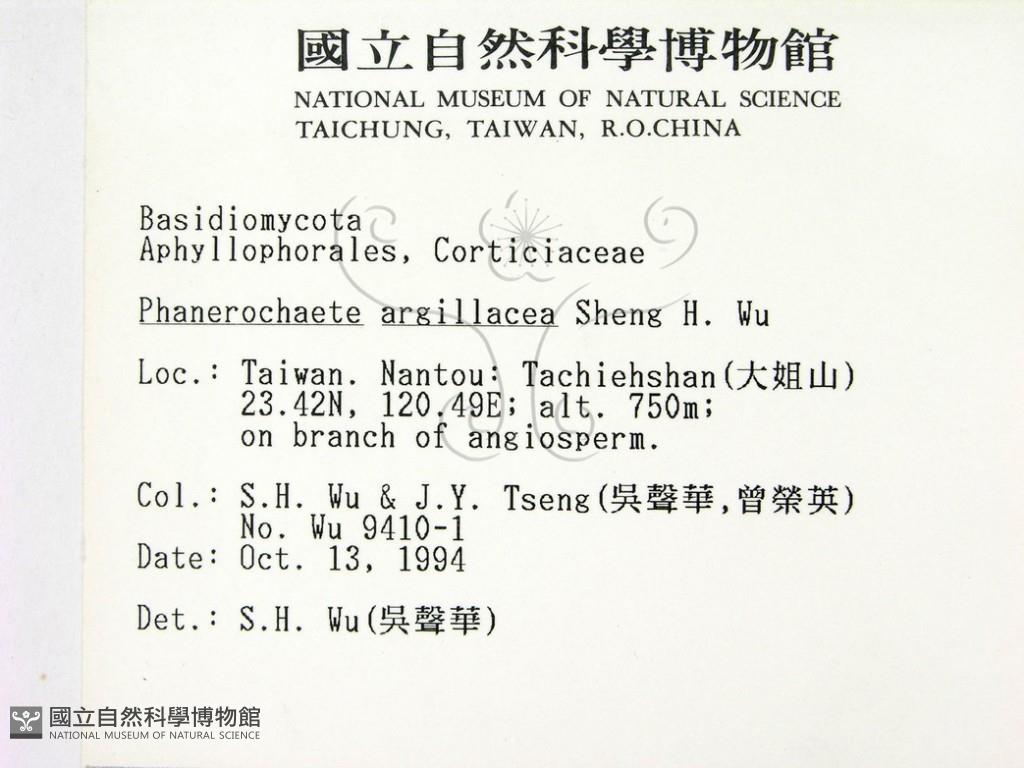 國立自然科學博物館
NATIONAL MUSEUM OF NATURAL SCIENCE
TAICHUNG, TAIWAN, R.O.CHINA
Basidiomycota
Aphyllophorales, Corticiaceae
Phanerochaete argillacea Sheng H. Wu
Loc.: Taiwan. Nantou: Tachiehshan(大姐山)
23.42N, 120.49E; alt. 750m;
on branch of angiosperm.
Col.: S.H. Wu & J.Y. Tseng(吳聲華,曾榮英)
No. Wu 9410-1
Date: Oct. 13, 1994
Det.: S.H. Wu(吳聲華)
國立自然科學博物館
NATIONAL MUSEUM OF NATURAL SCIENCE